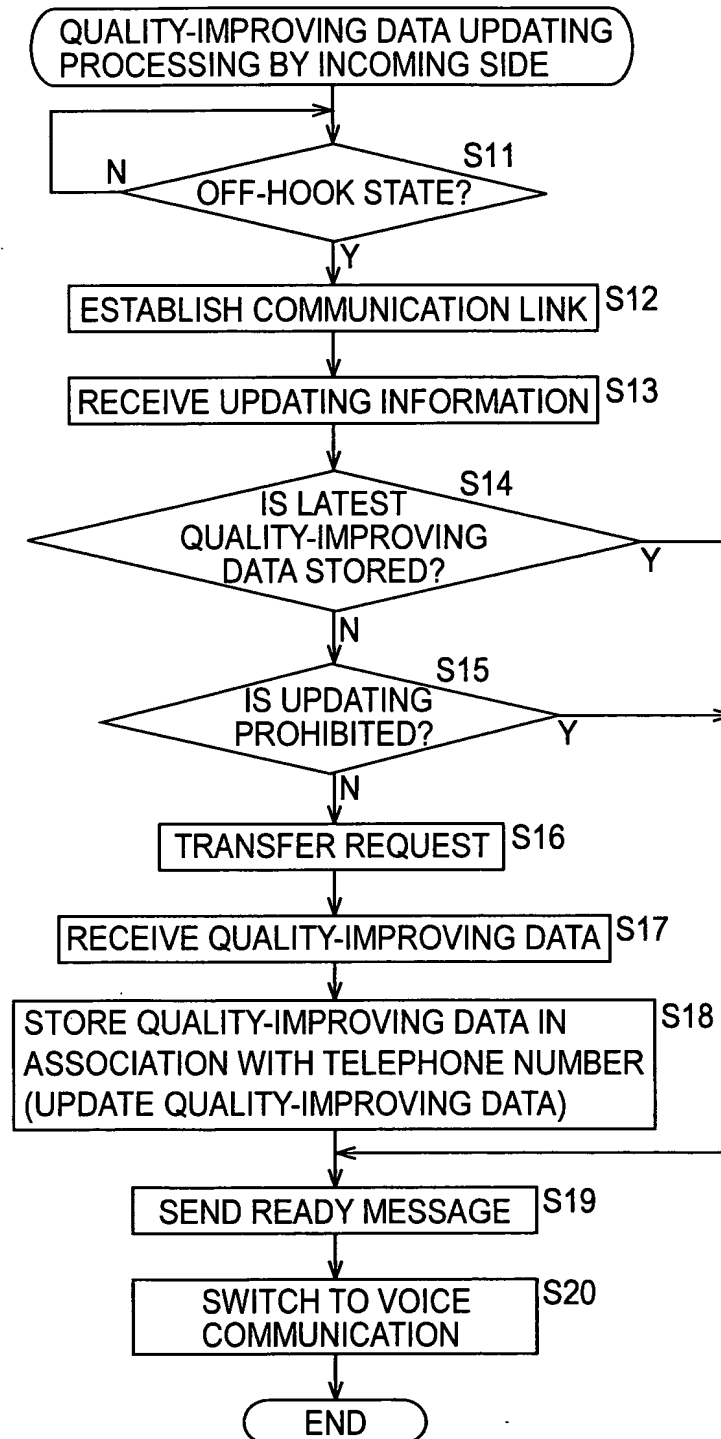 QUALITY-IMPROVING DATA UPDATING
PROCESSING BY INCOMING SIDE
S11
N
OFF-HOOK STATE?
Y
ESTABLISH COMMUNICATION LINK
S12
RECEIVE UPDATING INFORMATION
S13
S14
IS LATEST
QUALITY-IMPROVING
DATA STORED?
Y
N
S15
IS UPDATING
PROHIBITED?
Y
N
TRANSFER REQUEST
S16
RECEIVE QUALITY-IMPROVING DATA
S17
STORE QUALITY-IMPROVING DATA IN
ASSOCIATION WITH TELEPHONE NUMBER
(UPDATE QUALITY-IMPROVING DATA)
S18
SEND READY MESSAGE
S19
SWITCH TO VOICE
COMMUNICATION
S20
END